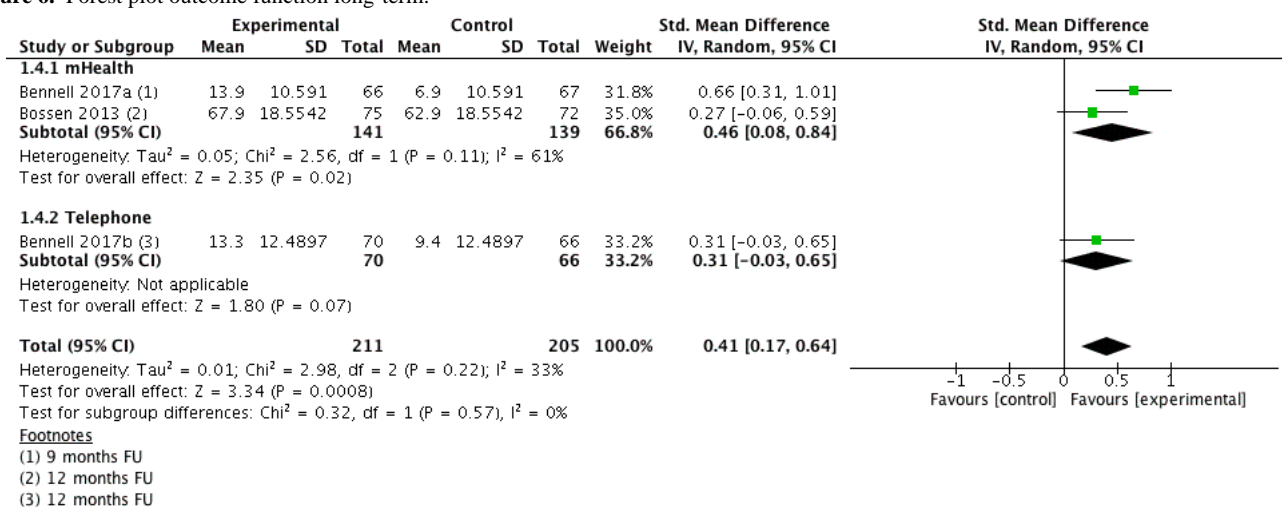 Figure 6. Forest plot outcome function long-term.
Experimental Control Std. Mean Difference Std. Mean Difference
Study or Subgroup Mean SD Total Mean SD Total Weight IV, Random, 95% CI IV, Random, 95% CI
1.4.1 mHealth
Bennell 2017a (1) 13.9 10.591 66 6.9 10.591 67 31.8% 0.66 [0.31, 1.01]
Bossen 2013 (2) 67.9 18.5542 75 62.9 18.5542 72 35.0% 0.27 [-0.06, 0.59]
Subtotal (95% CI) 141 139 66.8% 0.46 [0.08, 0.84]
Heterogeneity: Tau² = 0.05; Chi² = 2.56, df = 1 (P = 0.11); I² = 61%
Test for overall effect: Z = 2.35 (P = 0.02)
1.4.2 Telephone
Bennell 2017b (3) 13.3 12.4897 70 9.4 12.4897 66 33.2% 0.31 [-0.03, 0.65]
Subtotal (95% CI) 70 66 33.2% 0.31 [-0.03, 0.65]
Heterogeneity: Not applicable
Test for overall effect: Z = 1.80 (P = 0.07)
Total (95% CI) 211 205 100.0% 0.41 [0.17, 0.64]
Heterogeneity: Tau² = 0.01; Chi² = 2.98, df = 2 (P = 0.22); I² = 33%
Test for overall effect: Z = 3.34 (P = 0.0008)
Test for subgroup differences: Chi² = 0.32, df = 1 (P = 0.57), I² = 0%
-1 -0.5 0 0.5 1
Favours [control] Favours [experimental]
Footnotes
(1) 9 months FU
(2) 12 months FU
(3) 12 months FU